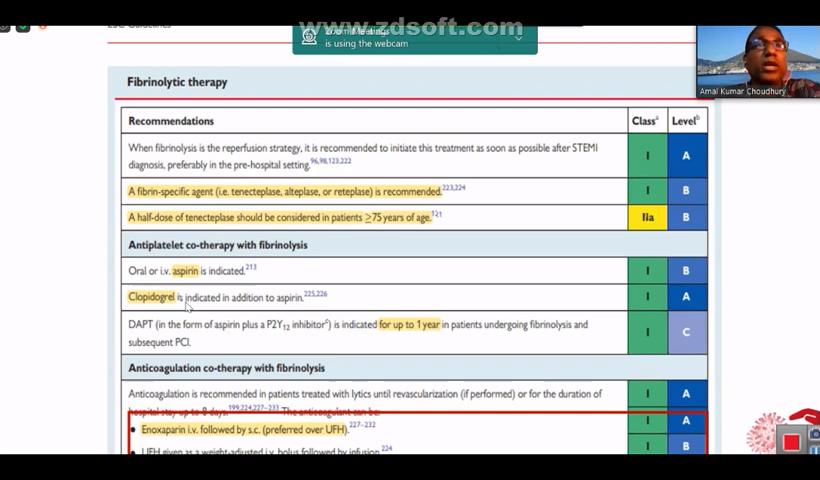 www.zdsoft.com
Zoom Meetings
is using the webcam
ESC Guidelines
Amal Kumar Choudhury
Fibrinolytic therapy
Recommendations Classᵃ Levelᵇ
When fibrinolysis is the reperfusion strategy, it is recommended to initiate this treatment as soon as possible after STEMI
diagnosis, preferably in the pre-hospital setting.96,98,123,222 I A
A fibrin-specific agent (i.e. tenecteplase, alteplase, or reteplase) is recommended.223,224 I B
A half-dose of tenecteplase should be considered in patients ≥75 years of age.121 IIa B
Antiplatelet co-therapy with fibrinolysis
Oral or i.v. aspirin is indicated.213 I B
Clopidogrel is indicated in addition to aspirin.225,226 I A
DAPT (in the form of aspirin plus a P2Y12 inhibitorᶜ) is indicated for up to 1 year in patients undergoing fibrinolysis and
subsequent PCI. I C
Anticoagulation co-therapy with fibrinolysis
Anticoagulation is recommended in patients treated with lytics until revascularization (if performed) or for the duration of
hospital stay up to 8 days.199,224,227–233 The anticoagulant can be: I A
• Enoxaparin i.v. followed by s.c. (preferred over UFH).227–232 I A
• UFH given as a weight-adjusted i.v. bolus followed by infusion.224 I B